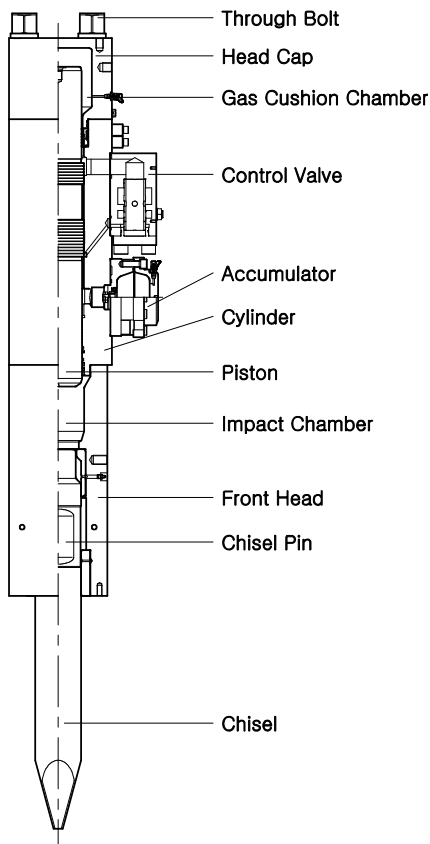 Through Bolt
Head Cap
Gas Cushion Chamber
Control Valve
Accumulator
Cylinder
Piston
Impact Chamber
Front Head
Chisel Pin
Chisel